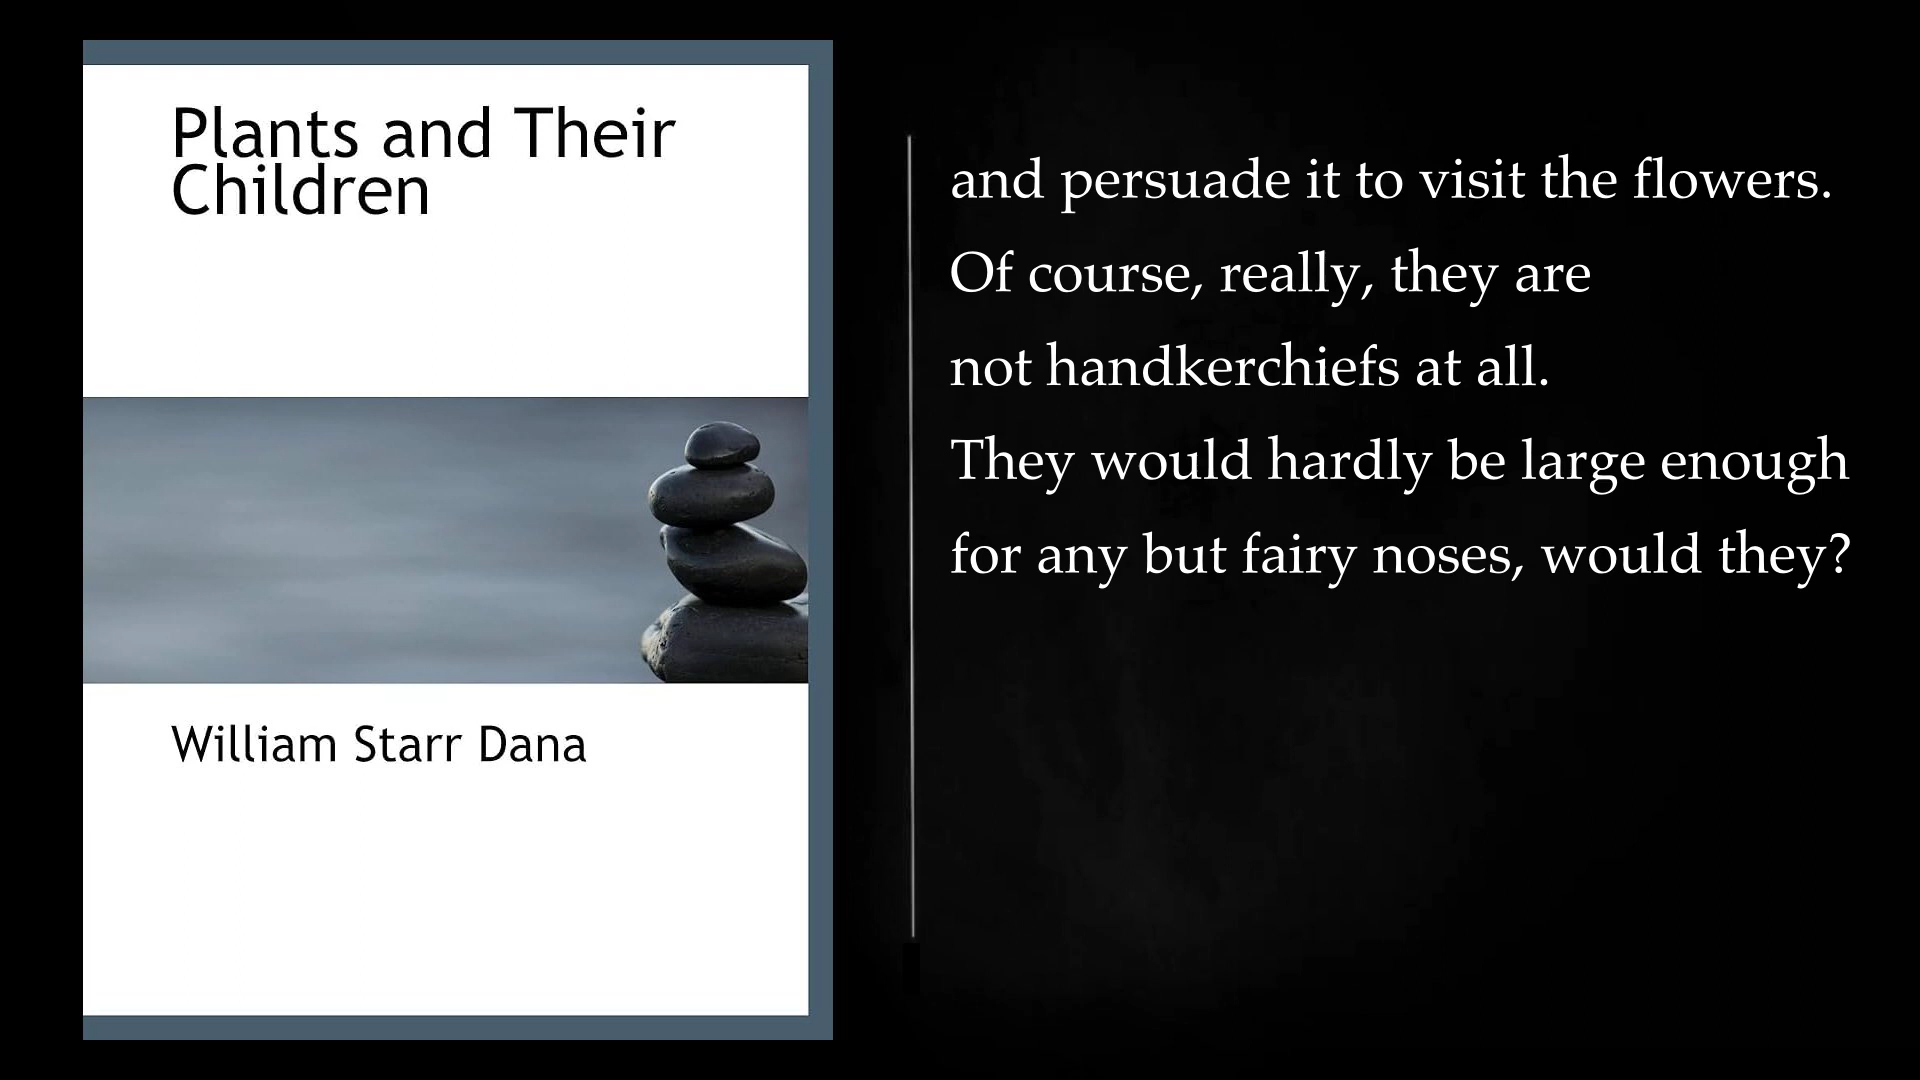 Plants and Their
Children
William Starr Dana
and persuade it to visit the flowers.
Of course, really, they are
not handkerchiefs at all.
They would hardly be large enough
for any but fairy noses, would they?